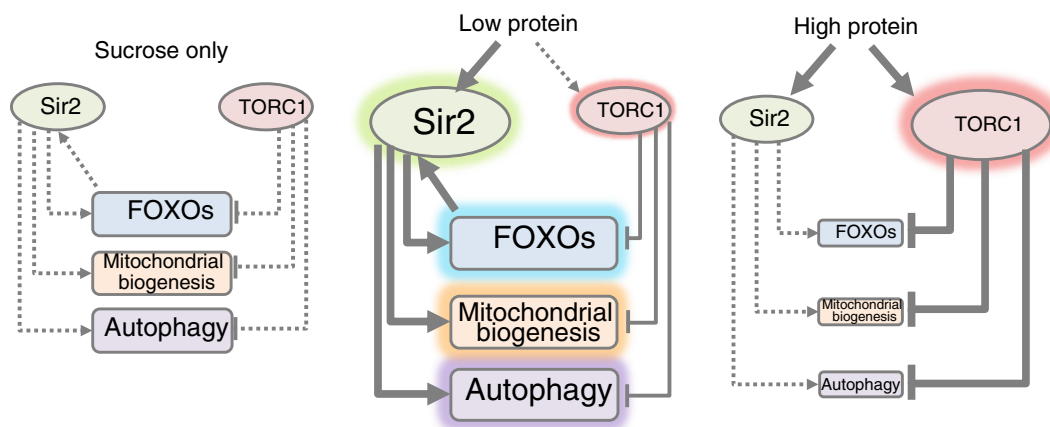 Sucrose only
Sir2
TORC1
FOXOs
Mitochondrial
biogenesis
Autophagy
Low protein
Sir2
TORC1
FOXOs
Mitochondrial
biogenesis
Autophagy
High protein
Sir2
TORC1
FOXOs
Mitochondrial
biogenesis
Autophagy